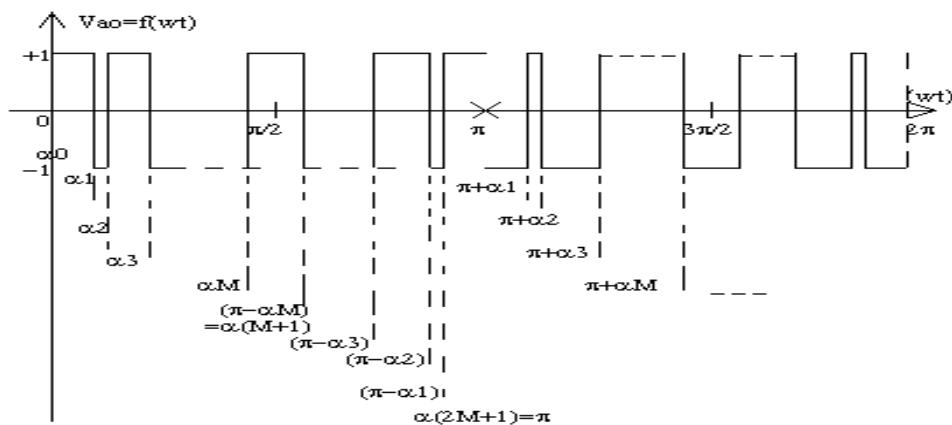 Vao=f(wt)
+1
(wt)
0
π/2
π
3π/2
2π
α0
−1
α1
π+α1
α2
π+α2
α3
π+α3
αM
π+αM
(π−αM)
=α(M+1)
(π−α3)
(π−α2)
(π−α1)
α(2M+1)=π